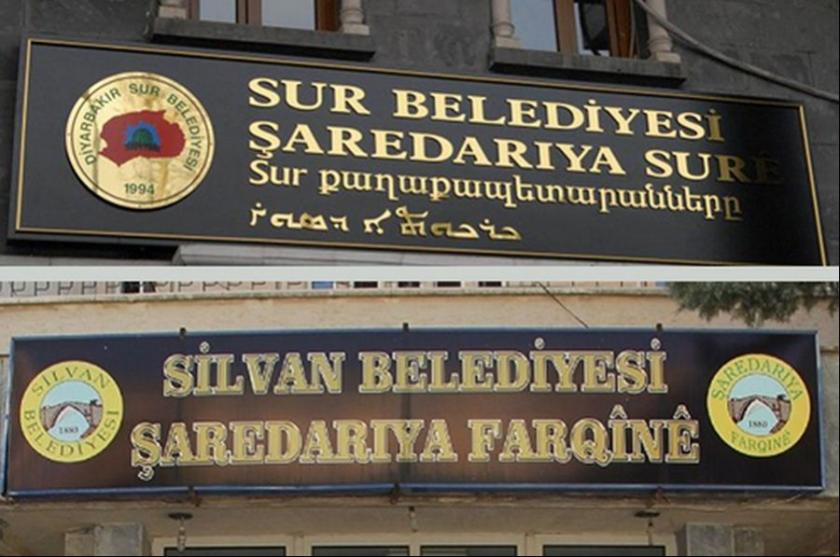 DİYARBAKIR SUR BELEDİYESİ
1994
SUR BELEDİYESİ
ŞAREDARIYA SURÊ
Sur քաղաքապետարանները
SİLVAN BELEDİYESİ
1880
SİLVAN BELEDİYESİ
ŞAREDARIYA FARQÎNÊ
ŞAREDARIYA FARQÎNÊ
1880